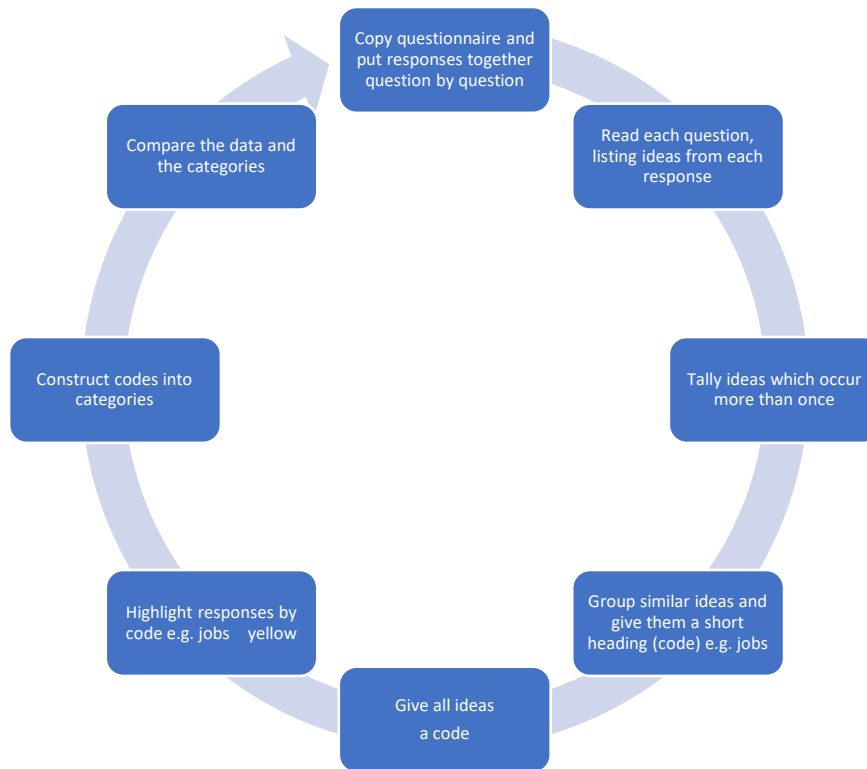 Copy questionnaire and
put responses together
question by question
Read each question,
listing ideas from each
response
Tally ideas which occur
more than once
Group similar ideas and
give them a short
heading (code) e.g. jobs
Give all ideas
a code
Highlight responses by
code e.g. jobs yellow
Construct codes into
categories
Compare the data and
the categories